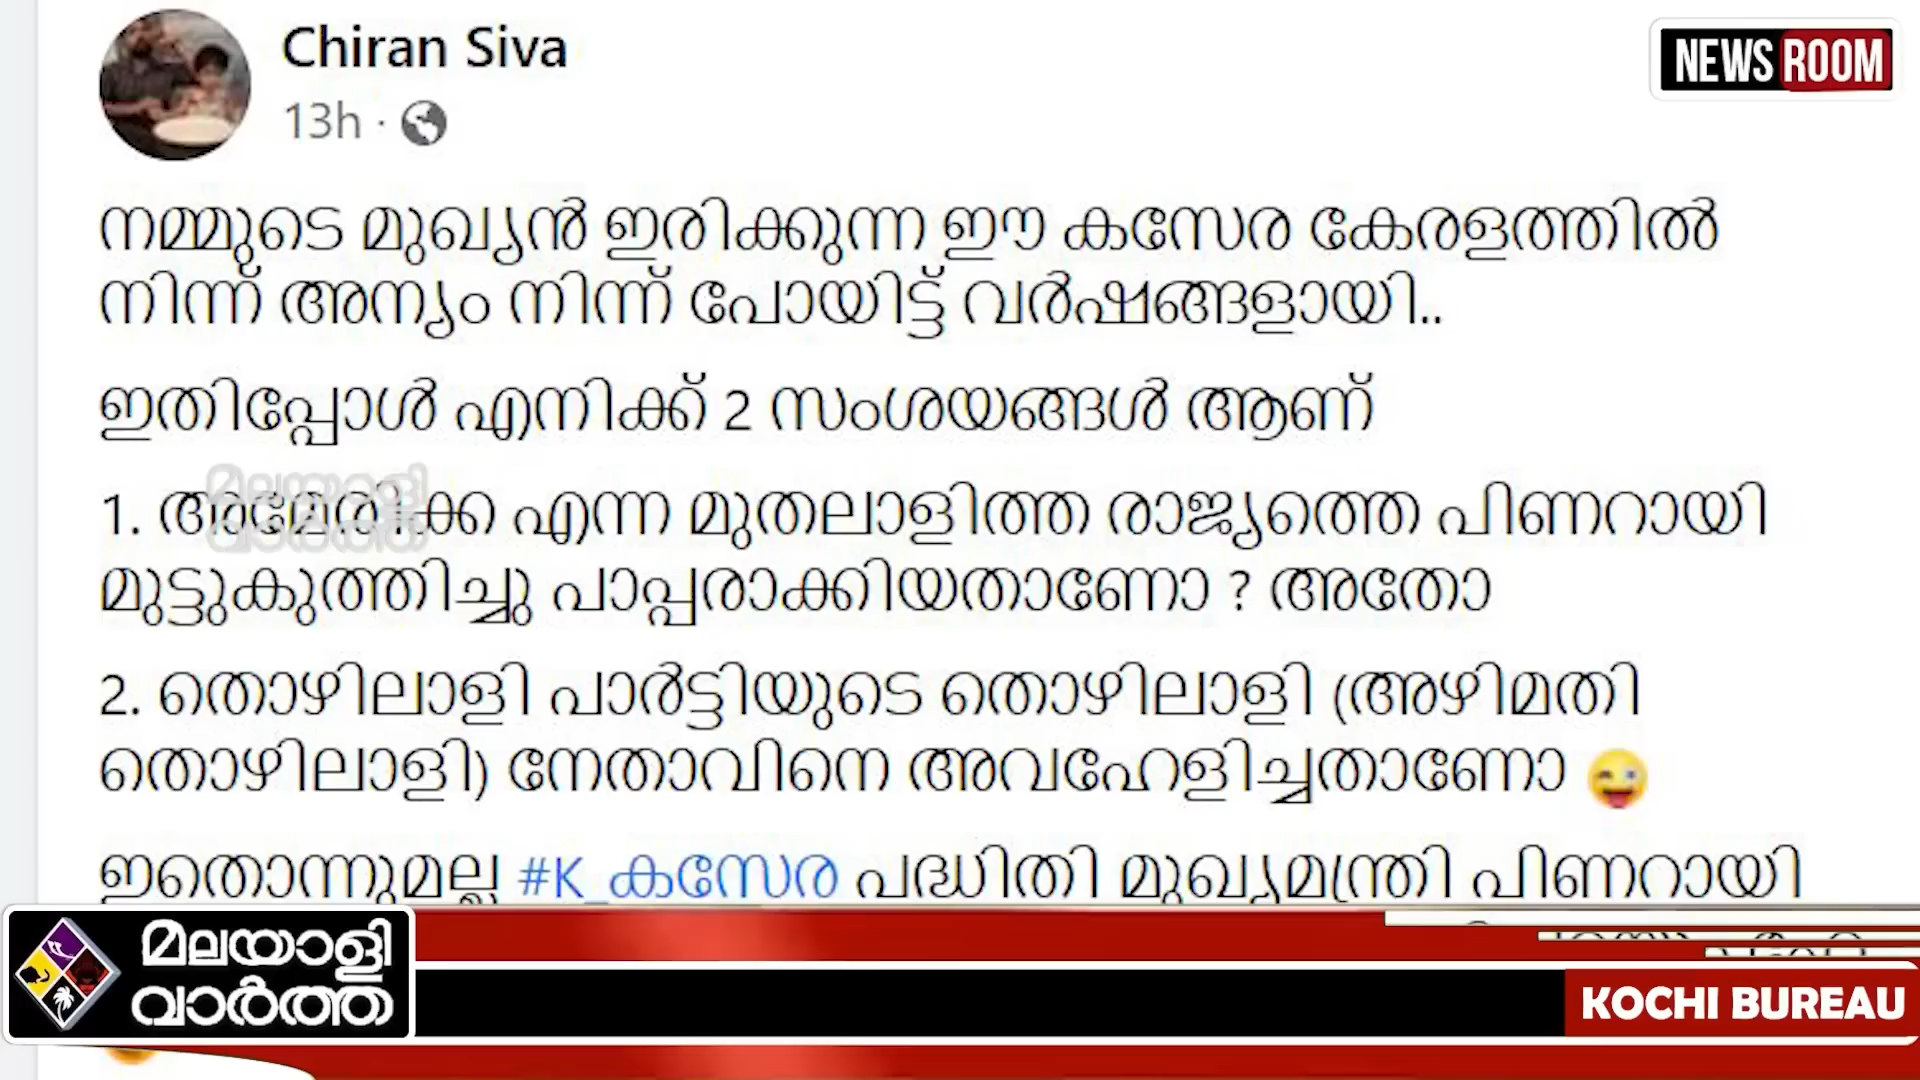 Chiran Siva
NEWS ROOM
13h ·
നമ്മുടെ മുഖ്യൻ ഇരിക്കുന്ന ഈ കസേര കേരളത്തിൽ
നിന്ന് അന്യം നിന്ന് പോയിട്ട് വർഷങ്ങളായി..
ഇതിപ്പോൾ എനിക്ക് 2 സംശയങ്ങൾ ആണ്
മലയാളി
വാർത്ത
1. അമേരിക്ക എന്ന മുതലാളിത്ത രാജ്യത്തെ പിണറായി
മുട്ടുകുത്തിച്ചു പാപ്പരാക്കിയതാണോ ? അതോ
2. തൊഴിലാളി പാർട്ടിയുടെ തൊഴിലാളി (അഴിമതി
തൊഴിലാളി) നേതാവിനെ അവഹേളിച്ചതാണോ 😜
ഇതൊന്നുമല്ല #K_കസേര പദ്ധിതി മുഖ്യമന്ത്രി പിണറായി
മലയാളി
വാർത്ത
KOCHI BUREAU